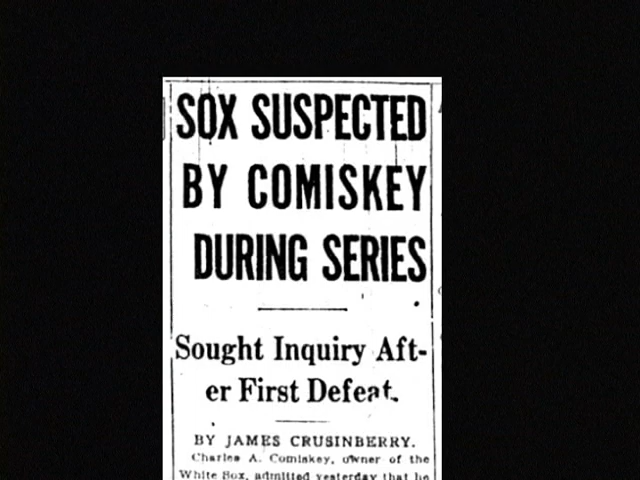 SOX SUSPECTED
BY COMISKEY
DURING SERIES
Sought Inquiry Aft-
er First Defeat.
BY JAMES CRUSINBERRY.
Charles A. Comiskey, owner of the
White Sox, admitted yesterday that he